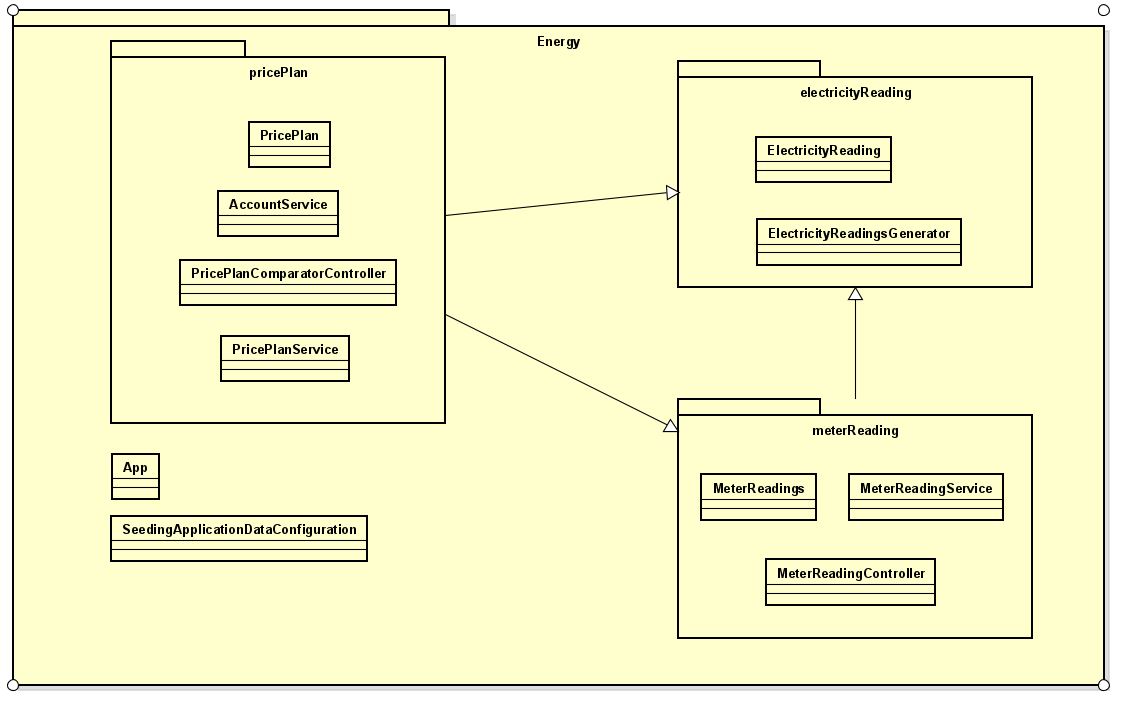 Energy
pricePlan
PricePlan
AccountService
PricePlanComparatorController
PricePlanService
App
SeedingApplicationDataConfiguration
electricityReading
ElectricityReading
ElectricityReadingsGenerator
meterReading
MeterReadings
MeterReadingService
MeterReadingController